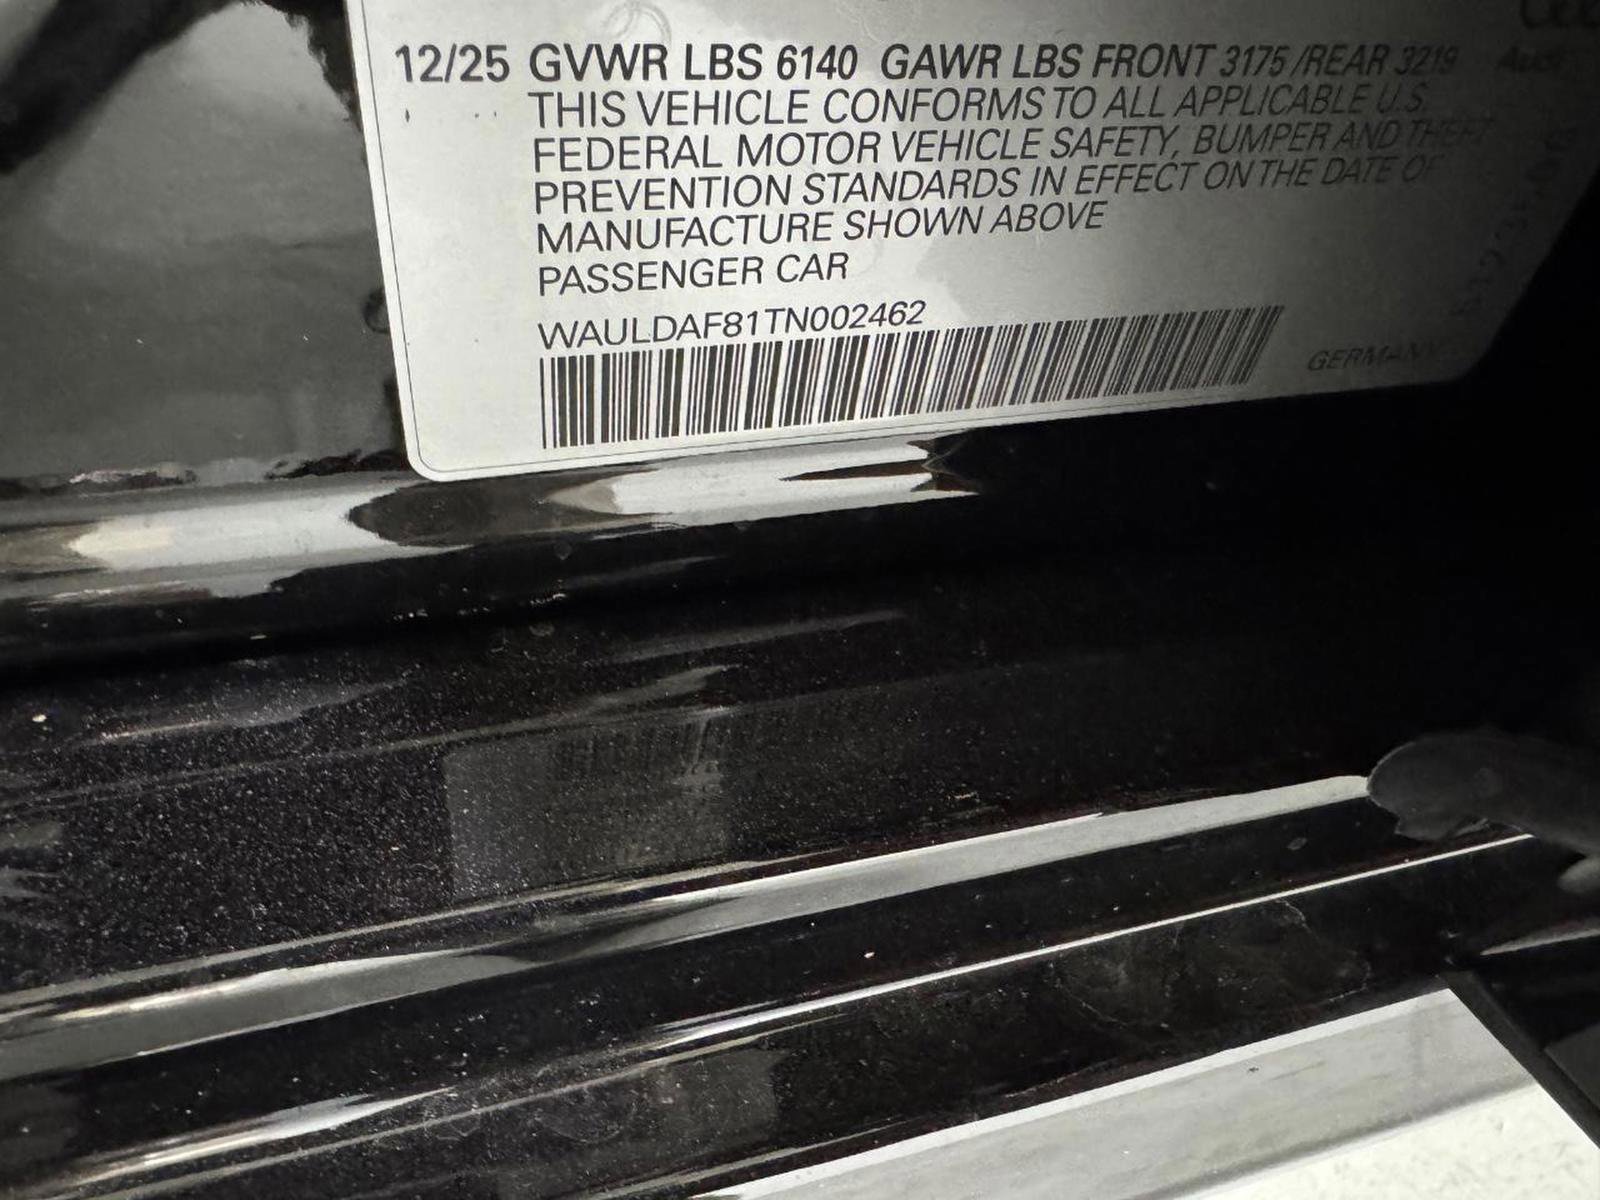 12/25 GVWR LBS 6140 GAWR LBS FRONT 3175 /REAR 3219
THIS VEHICLE CONFORMS TO ALL APPLICABLE U.S.
FEDERAL MOTOR VEHICLE SAFETY, BUMPER AND THEFT
PREVENTION STANDARDS IN EFFECT ON THE DATE OF
MANUFACTURE SHOWN ABOVE
PASSENGER CAR
WAULDAF81TN002462
GERMANY
Audi